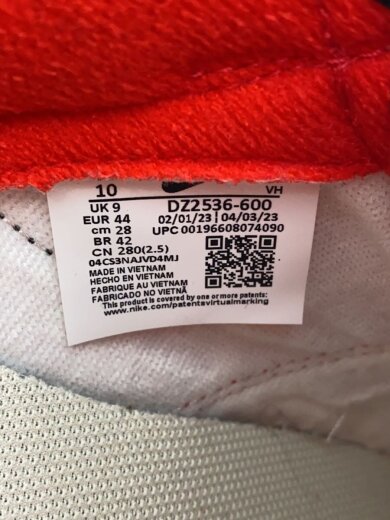 10 VH
UK 9 DZ2536-600
EUR 44 02/01/23 | 04/03/23
cm 28 UPC 00196608074090
BR 42
CN 280(2.5)
04CS3NAJVD4MJ
MADE IN VIETNAM
HECHO EN VIETNAM
FABRIQUE AU VIETNAM
FABRICADO NO VIETNÃ
This product is covered by one or more patents:
www.nike.com/patentsvirtualmarking